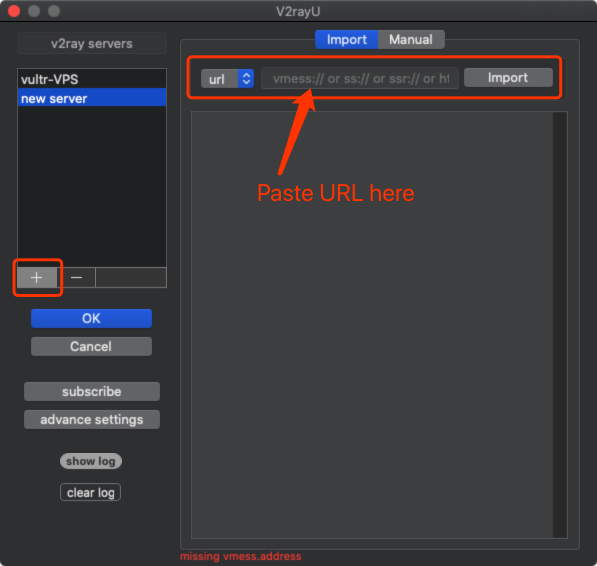 V2rayU
v2ray servers
Import Manual
vultr-VPS
new server
url vmess:// or ss:// or ssr:// or h Import
Paste URL here
+ −
OK
Cancel
subscribe
advance settings
show log
clear log
missing vmess.address